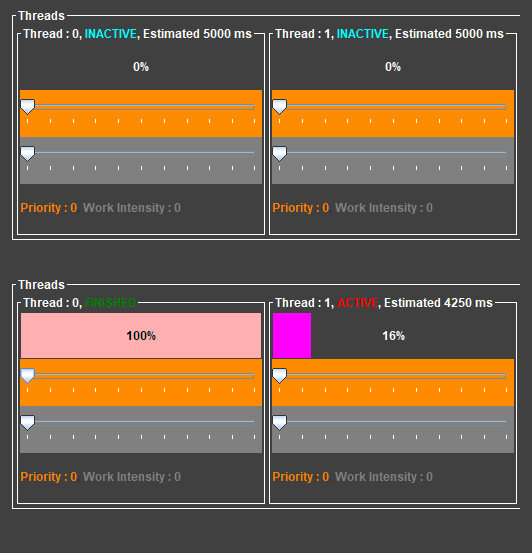 Threads
Thread : 0, INACTIVE, Estimated 5000 ms
Thread : 1, INACTIVE, Estimated 5000 ms
0%
0%
Priority : 0 Work Intensity : 0
Priority : 0 Work Intensity : 0
Threads
Thread : 0, FINISHED
Thread : 1, ACTIVE, Estimated 4250 ms
100%
16%
Priority : 0 Work Intensity : 0
Priority : 0 Work Intensity : 0